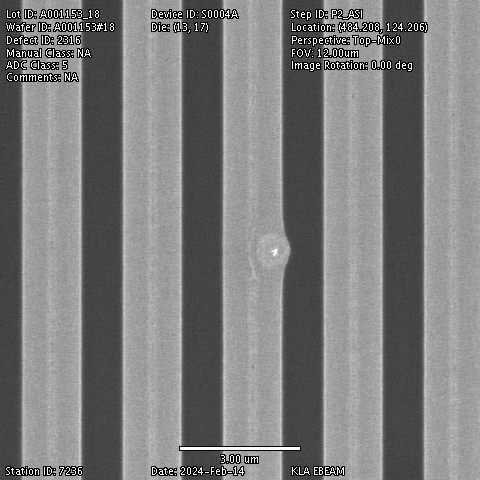 Lot ID: A001153_18
Wafer ID: A001153#18
Defect ID: 2316
Manual Class: NA
ADC Class: 5
Comments: NA
Device ID: S0004A
Die: (13, 17)
Step ID: P2_ASI
Location: (484.208, 124.206)
Perspective: Top-Mix0
FOV: 12.00um
Image Rotation: 0.00 deg
3.00 um
Station ID: 7236
Date: 2024-Feb-14
KLA EBEAM